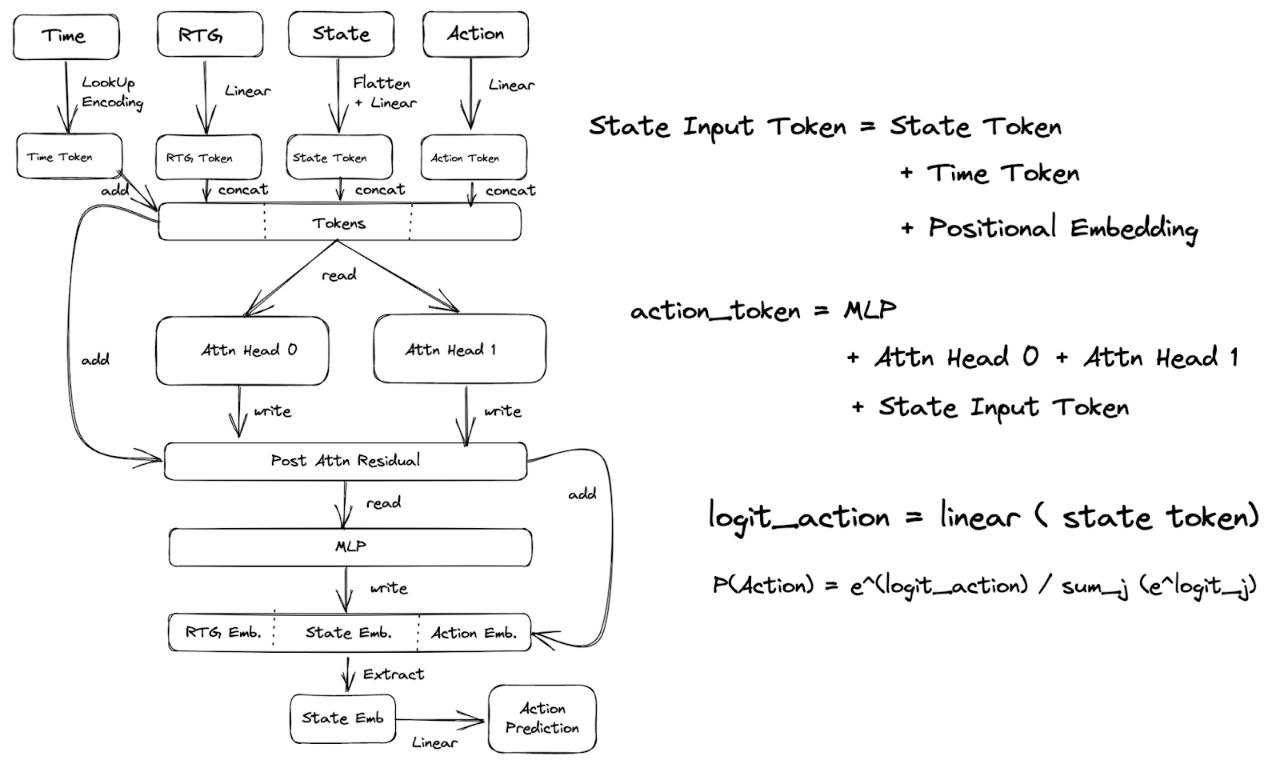 Time
RTG
State
Action
LookUp
Encoding
Linear
Flatten
+ Linear
Linear
Time Token
RTG Token
State Token
Action Token
add
concat
concat
concat
Tokens
read
Attn Head 0
Attn Head 1
add
write
write
Post Attn Residual
read
add
MLP
write
RTG Emb.
State Emb.
Action Emb.
Extract
State Emb
Linear
Action
Prediction
State Input Token = State Token
+ Time Token
+ Positional Embedding
action_token = MLP
+ Attn Head 0 + Attn Head 1
+ State Input Token
logit_action = linear ( state token)
P(Action) = e^(logit_action) / sum_j (e^logit_j)